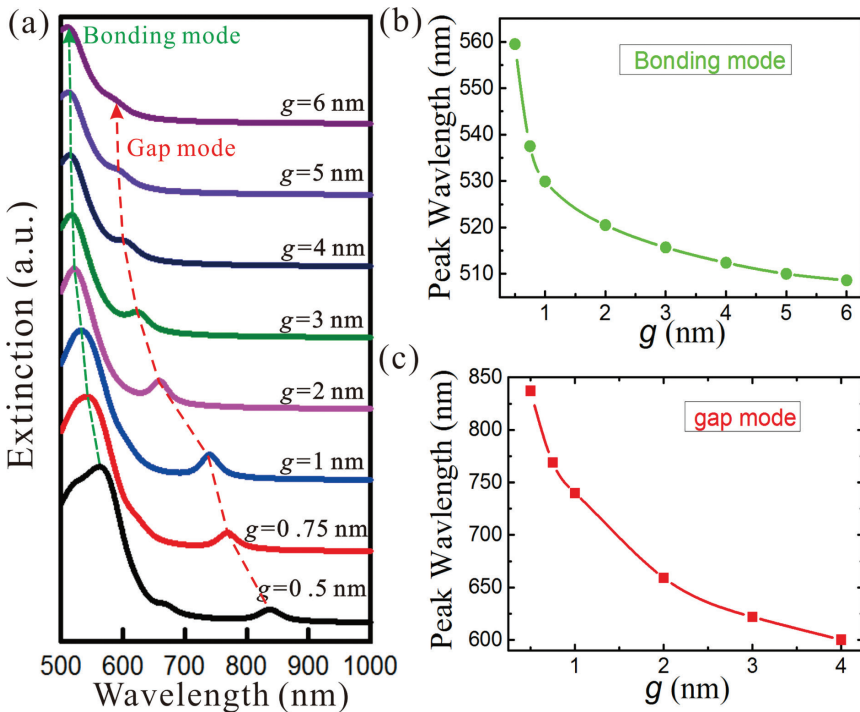 (a)
Bonding mode
Gap mode
g=6 nm
g=5 nm
g=4 nm
g=3 nm
g=2 nm
g=1 nm
g=0.75 nm
g=0.5 nm
Extinction (a.u.)
500 600 700 800 900 1000
Wavelength (nm)
(b)
Bonding mode
Peak Wavlength (nm)
560
550
540
530
520
510
1 2 3 4 5 6
g (nm)
(c)
gap mode
Peak Wavlength (nm)
850
800
750
700
650
600
1 2 3 4
g (nm)